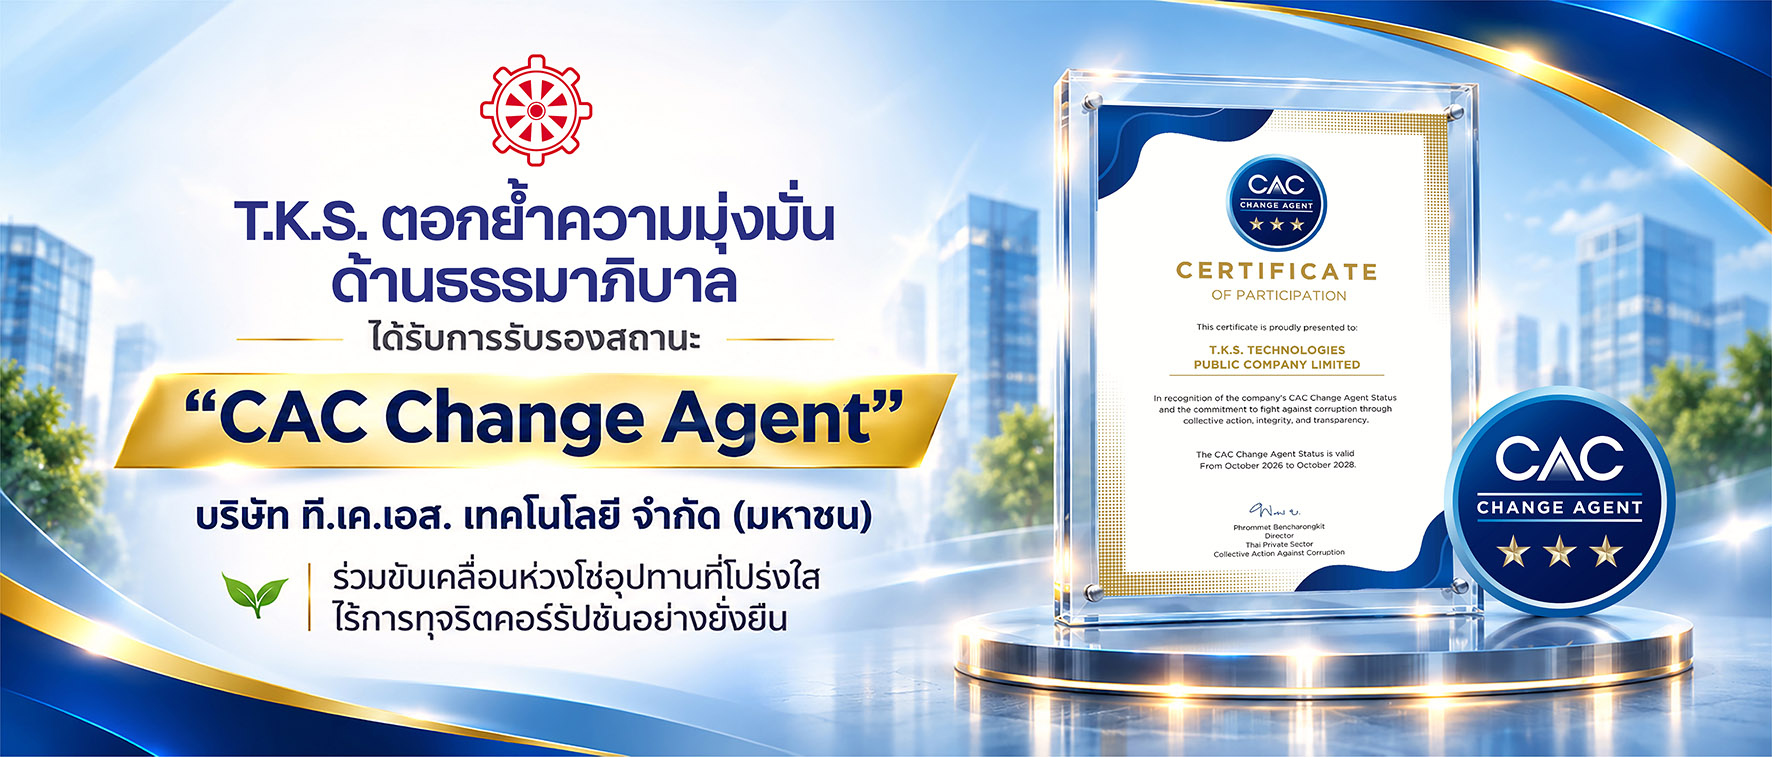 T.K.S. ตอกย้ำความมุ่งมั่น
ด้านธรรมาภิบาล
ได้รับการรับรองสถานะ
“CAC Change Agent”
บริษัท ที.เค.เอส. เทคโนโลยี จำกัด (มหาชน)
ร่วมขับเคลื่อนห่วงโซ่อุปทานที่โปร่งใส
ไร้การทุจริตคอร์รัปชันอย่างยั่งยืน
CAC
CHANGE AGENT
CERTIFICATE
OF PARTICIPATION
This certificate is proudly presented to:
T.K.S. TECHNOLOGIES
PUBLIC COMPANY LIMITED
In recognition of the company's CAC Change Agent Status
and the commitment to fight against corruption through
collective action, integrity, and transparency.
The CAC Change Agent Status is valid
From October 2026 to October 2028.
Phrommet Bencharongkit
Director
Thai Private Sector
Collective Action Against Corruption
CAC
CHANGE AGENT